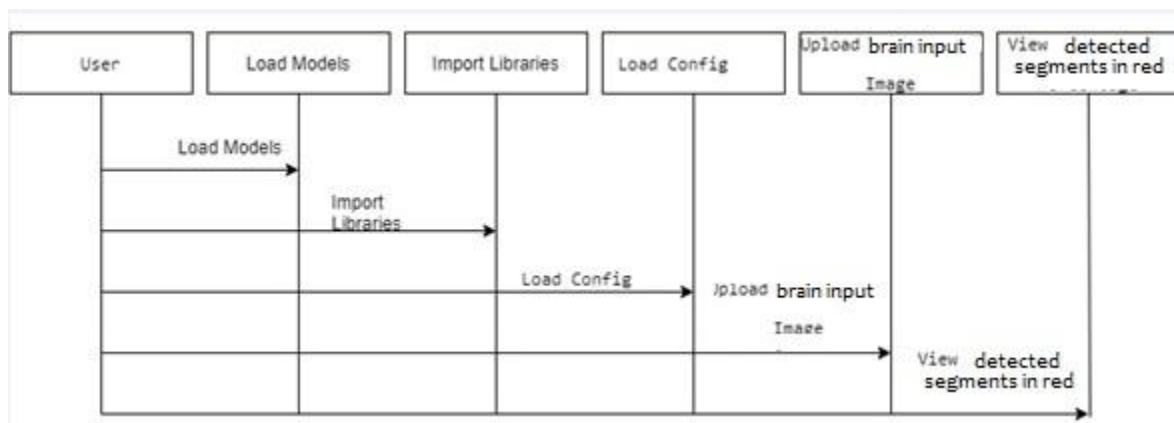 User
Load Models
Import Libraries
Load Config
Upload brain input
Image
View detected
segments in red
Load Models
Import
Libraries
Load Config
Upload brain input
Image
View detected
segments in red